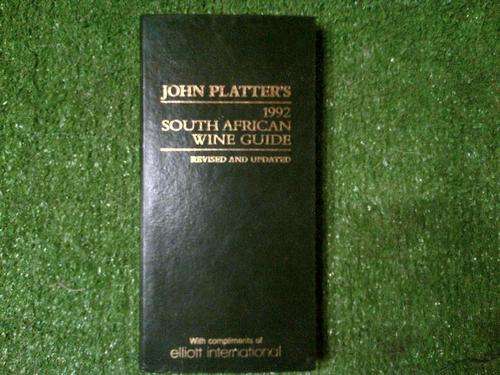 JOHN PLATTER'S
1992
SOUTH AFRICAN
WINE GUIDE
REVISED AND UPDATED
With compliments of
elliott international